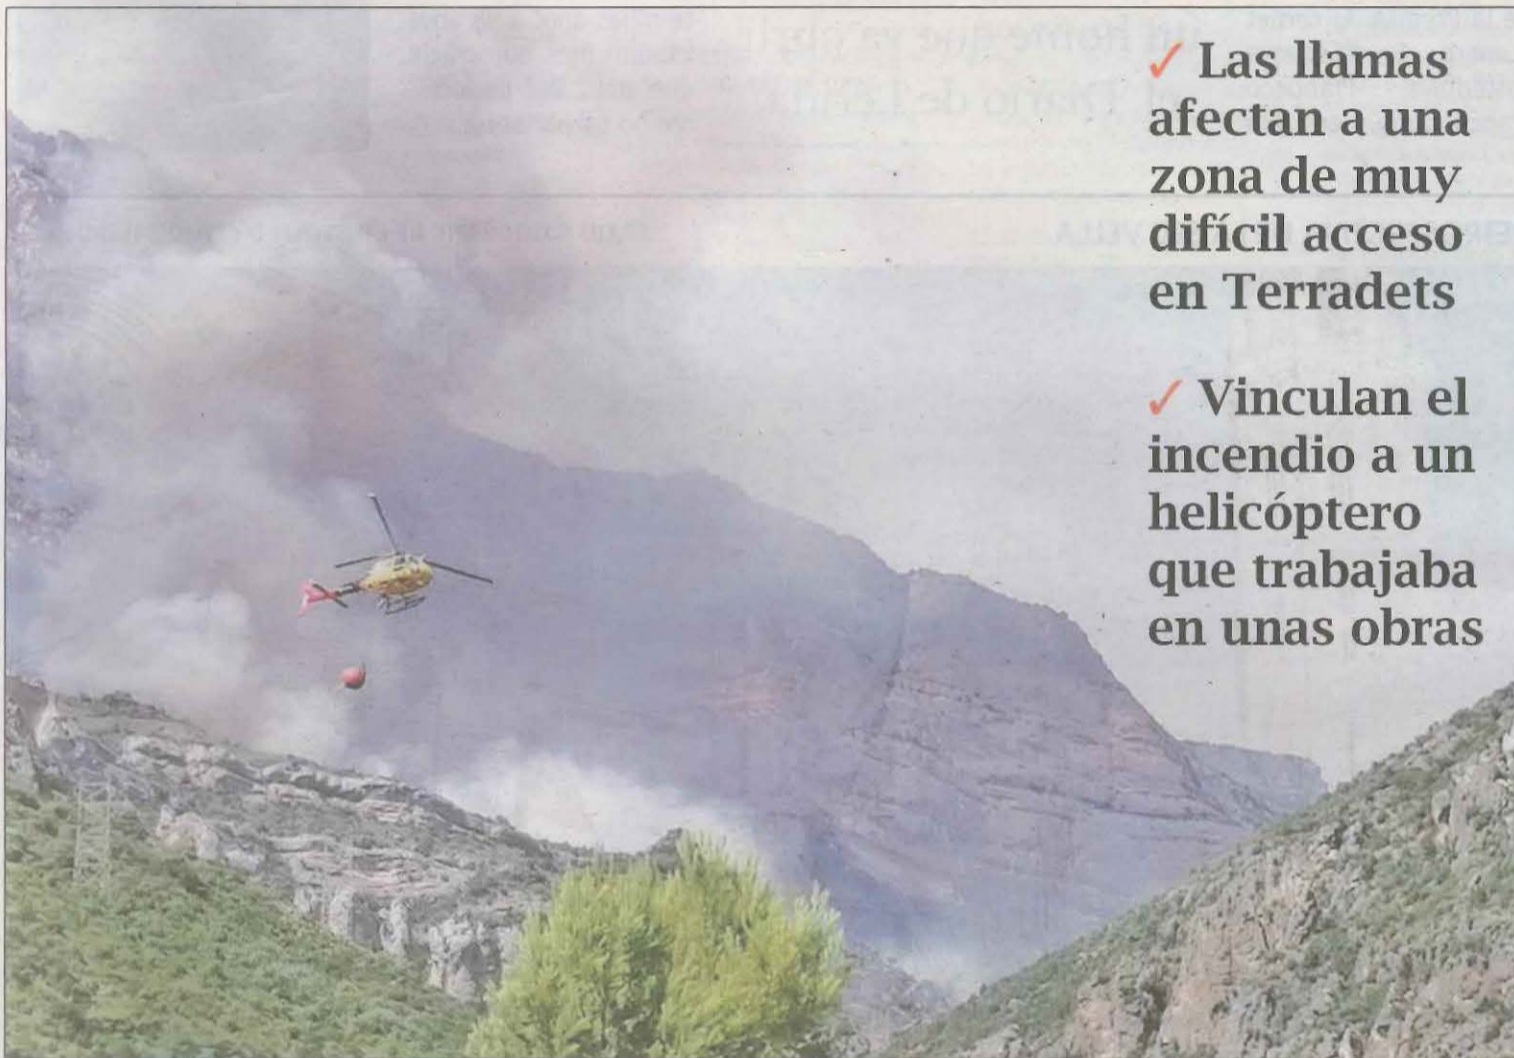 ✓ Las llamas
afectan a una
zona de muy
difícil acceso
en Terradets
✓ Vinculan el
incendio a un
helicóptero
que trabajaba
en unas obras